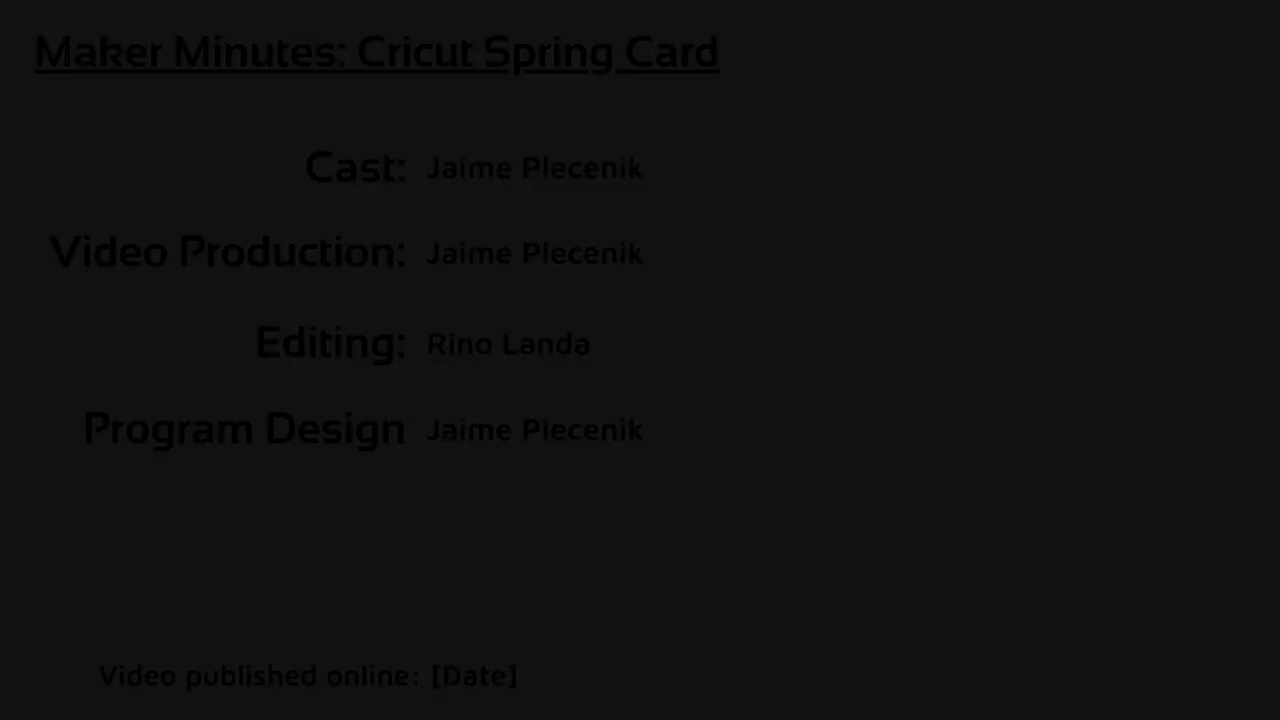 Maker Minutes: Cricut Spring Card
Cast: Jaime Plecenik
Video Production: Jaime Plecenik
Editing: Rino Landa
Program Design Jaime Plecenik
Video published online: [Date]